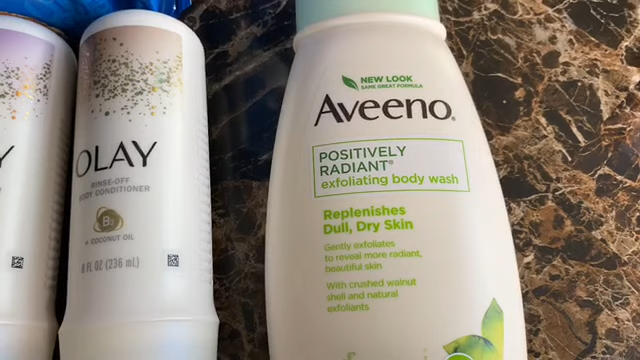 Y
OLAY
RINSE-OFF
BODY CONDITIONER
B3
+ COCONUT OIL
8 FL OZ (236 mL)
NEW LOOK
SAME GREAT FORMULA
Aveeno®
POSITIVELY
RADIANT®
exfoliating body wash
Replenishes
Dull, Dry Skin
Gently exfoliates
to reveal more radiant,
beautiful skin
With crushed walnut
shell and natural
exfoliants